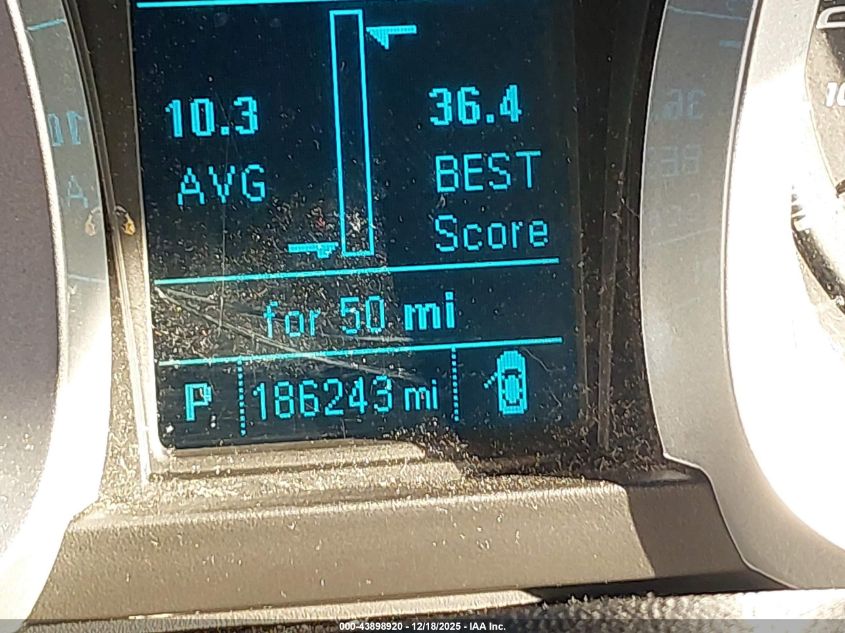 10.3 36.4
AVG BEST
Score
for 50 mi
P 186243 mi
10
000-43898920 - 12/18/2025 - IAA Inc.